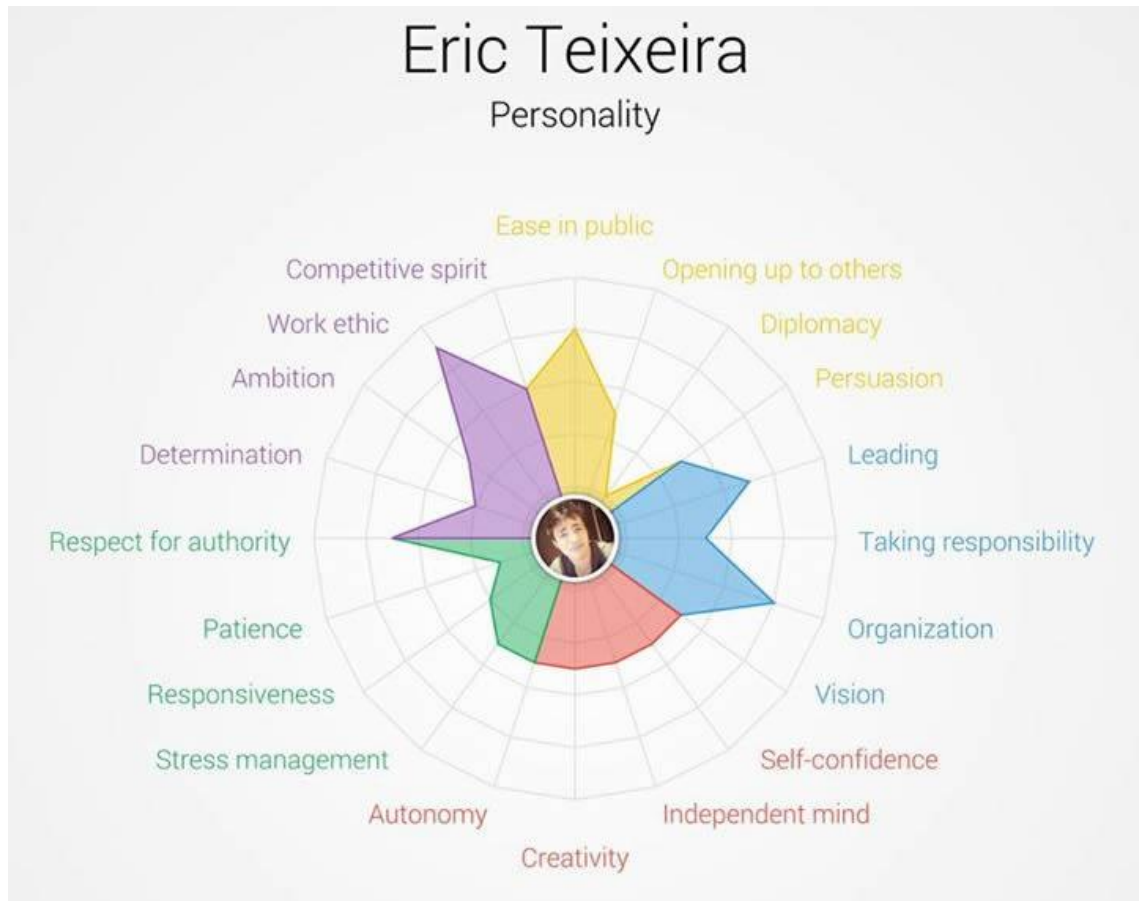 Eric Teixeira
Personality
Ease in public
Competitive spirit
Opening up to others
Work ethic
Diplomacy
Ambition
Persuasion
Determination
Leading
Respect for authority
Taking responsibility
Patience
Organization
Responsiveness
Vision
Stress management
Self-confidence
Autonomy
Independent mind
Creativity